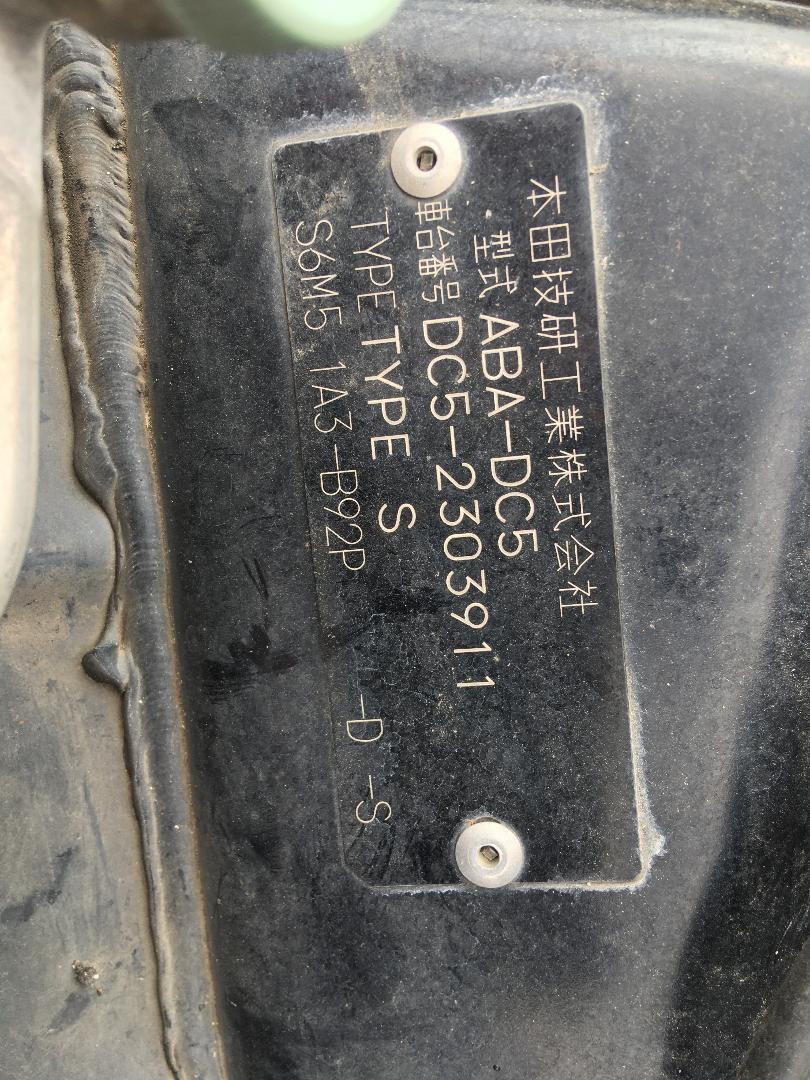 本田技研工業株式会社
型式 ABA-DC5
車台番号 DC5-2303911
TYPE TYPE S
S6M5 1A3-B92P -D -S